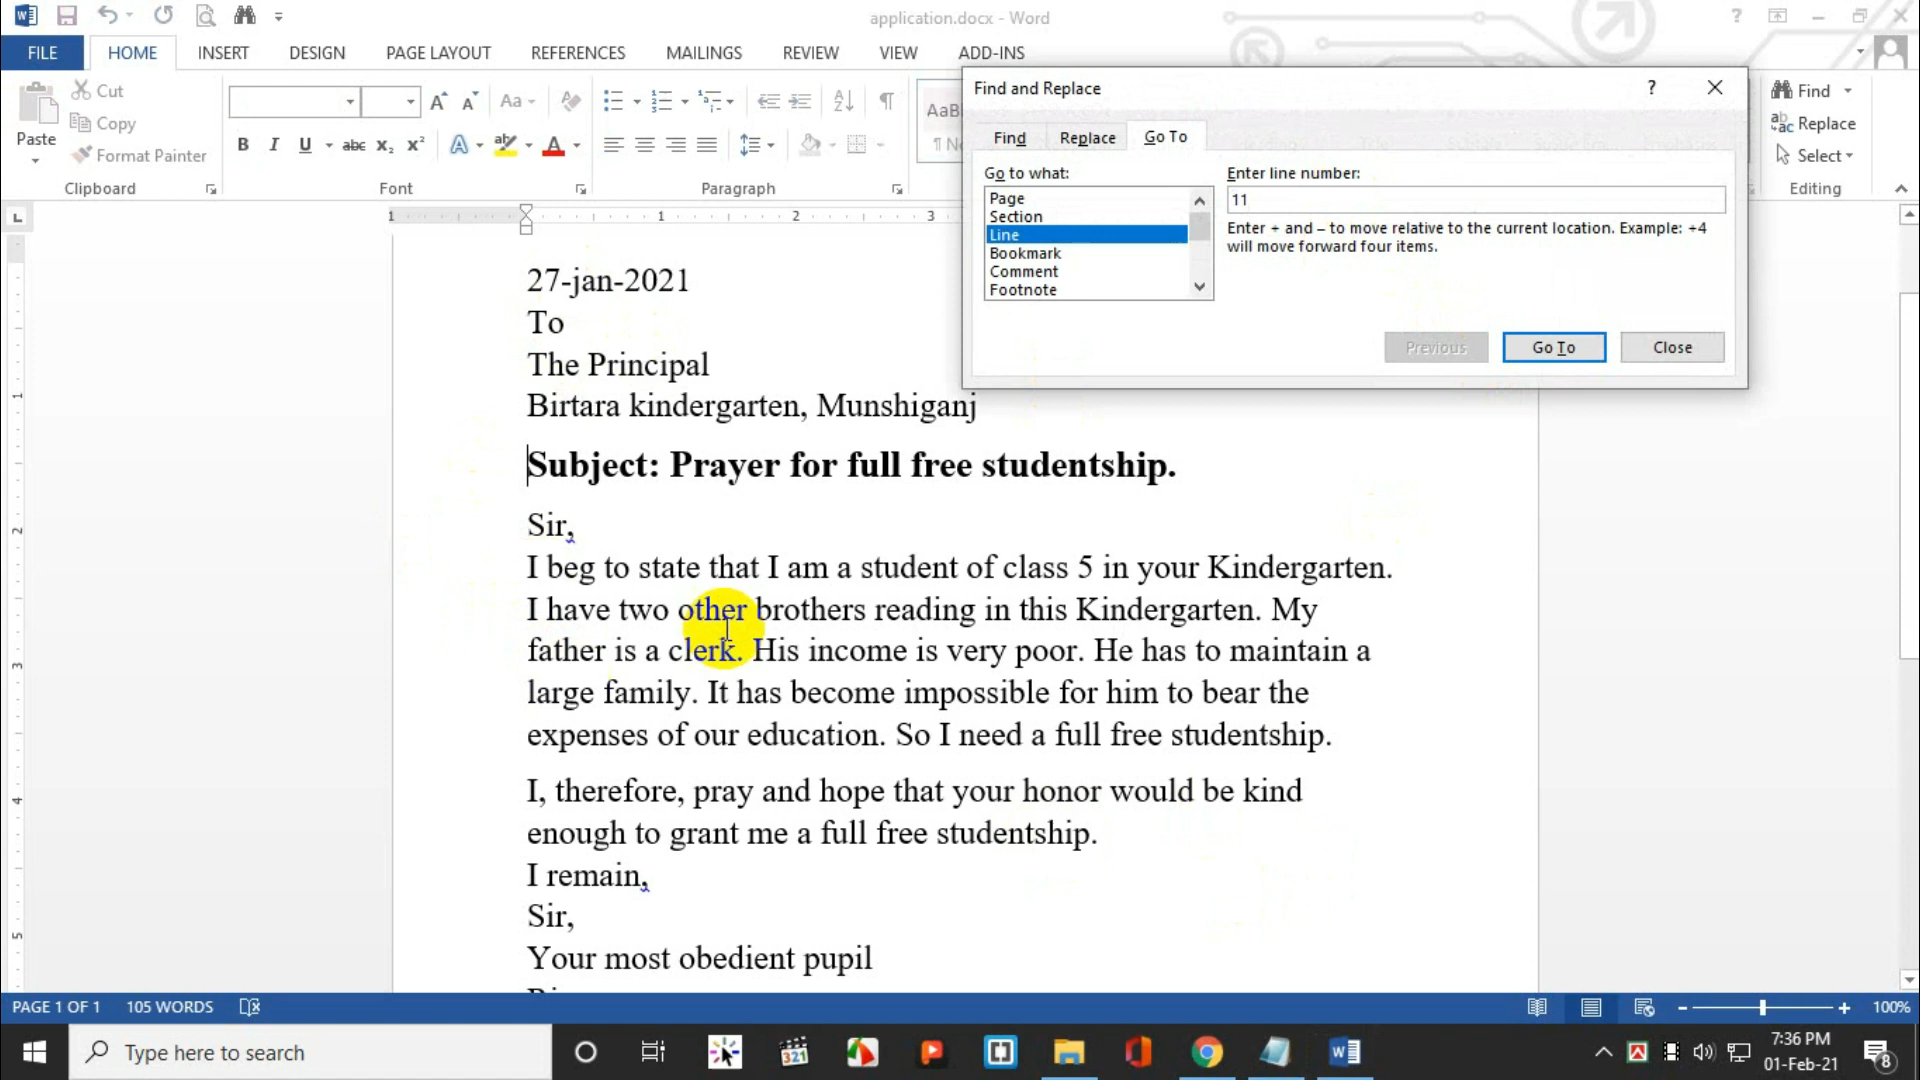 application.docx - Word
FILE HOME INSERT DESIGN PAGE LAYOUT REFERENCES MAILINGS REVIEW VIEW ADD-INS
Paste
Cut
Copy
Format Painter
Clipboard
Font
Paragraph
Find
Replace
Select
Editing
Find and Replace
Find Replace Go To
Go to what:
Page
Section
Line
Bookmark
Comment
Footnote
Enter line number:
11
Enter + and – to move relative to the current location. Example: +4
will move forward four items.
Previous Go To Close
27-jan-2021
To
The Principal
Birtara kindergarten, Munshiganj
Subject: Prayer for full free studentship.
Sir,
I beg to state that I am a student of class 5 in your Kindergarten.
I have two other brothers reading in this Kindergarten. My
father is a clerk. His income is very poor. He has to maintain a
large family. It has become impossible for him to bear the
expenses of our education. So I need a full free studentship.
I, therefore, pray and hope that your honor would be kind
enough to grant me a full free studentship.
I remain,
Sir,
Your most obedient pupil
PAGE 1 OF 1 105 WORDS 100%
Type here to search
7:36 PM
01-Feb-21
8